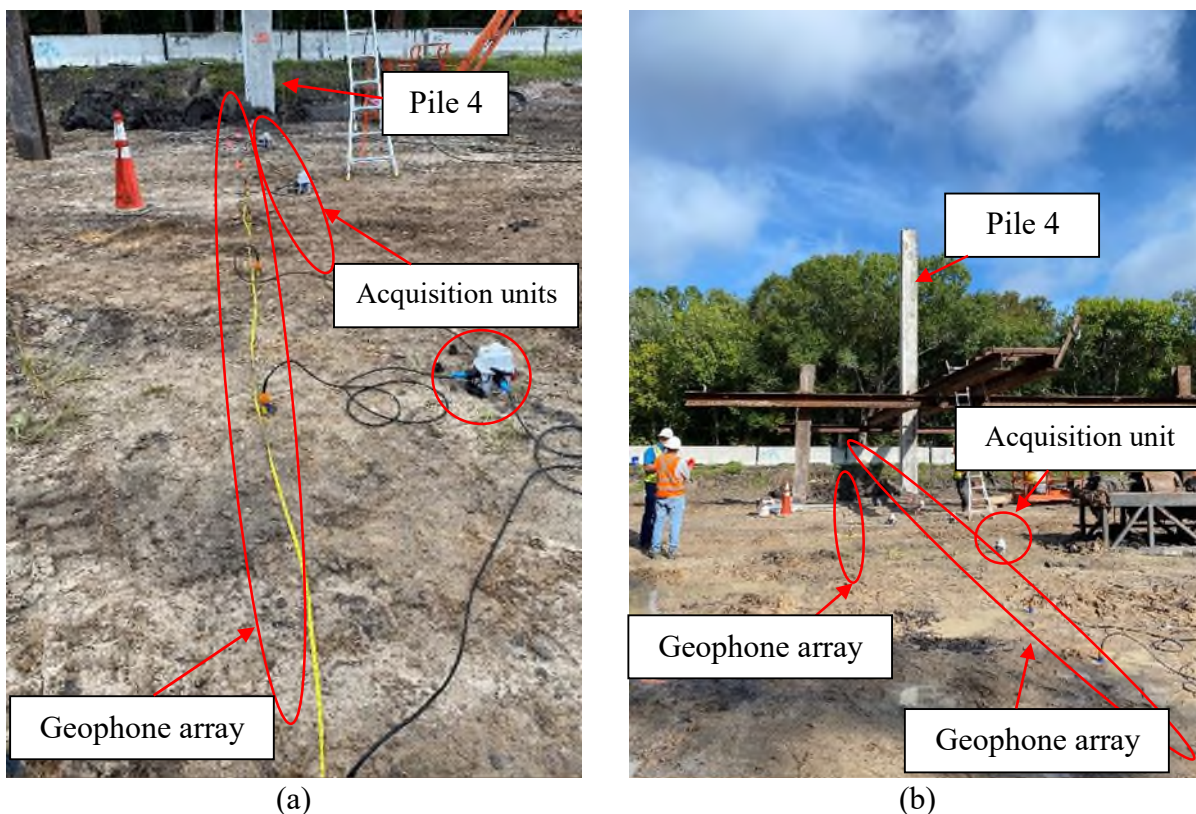 Pile 4
Acquisition units
Geophone array
(a)
Pile 4
Acquisition unit
Geophone array
Geophone array
(b)